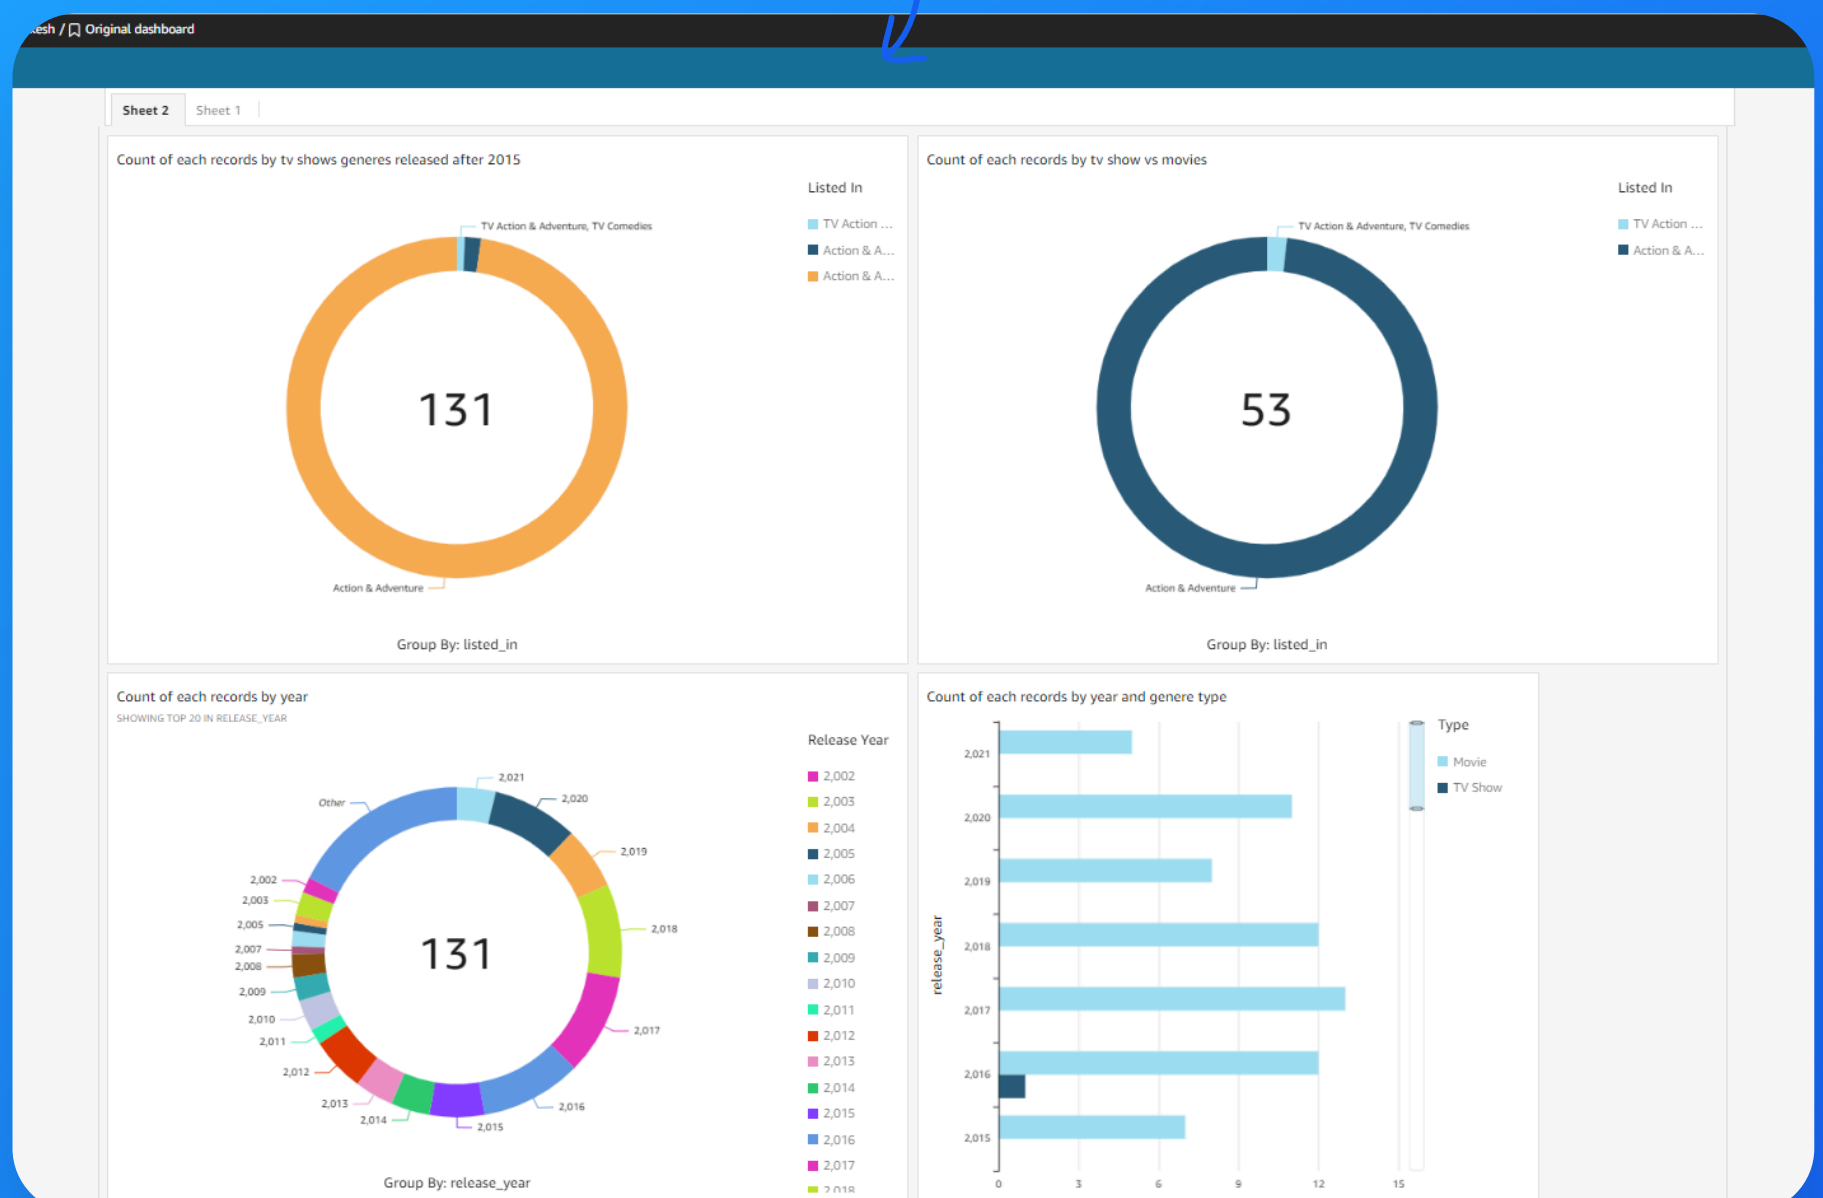 esh / Original dashboard
Sheet 2 Sheet 1
Count of each records by tv shows generes released after 2015
Listed In
TV Action ...
Action & A...
Action & A...
TV Action & Adventure, TV Comedies
131
Action & Adventure
Group By: listed_in
Count of each records by tv show vs movies
Listed In
TV Action ...
Action & A...
TV Action & Adventure, TV Comedies
53
Action & Adventure
Group By: listed_in
Count of each records by year
SHOWING TOP 20 IN RELEASE_YEAR
2,021
2,020
2,019
2,018
2,017
2,016
2,015
2,014
2,013
2,012
2,011
2,010
2,009
2,008
2,007
2,005
2,003
2,002
Other
131
Group By: release_year
Release Year
2,002
2,003
2,004
2,005
2,006
2,007
2,008
2,009
2,010
2,011
2,012
2,013
2,014
2,015
2,016
2,017
2,018
Count of each records by year and genere type
release_year
2,021
2,020
2,019
2,018
2,017
2,016
2,015
0 3 6 9 12 15
Type
Movie
TV Show